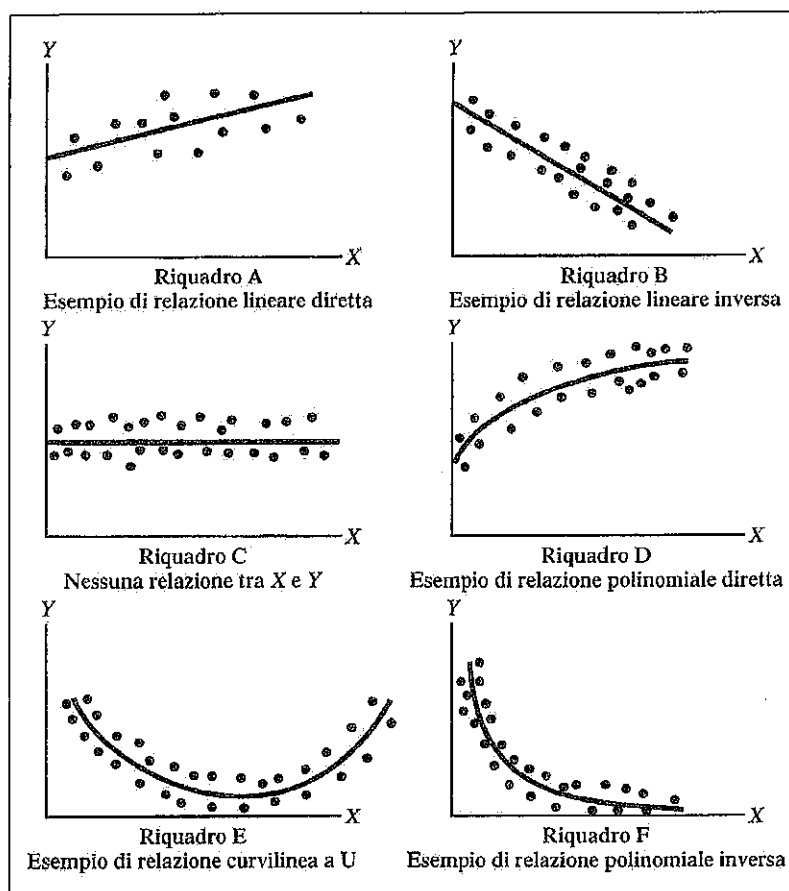 Y
X
Riquadro A
Esempio di relazione lineare diretta
Y
X
Riquadro B
Esempio di relazione lineare inversa
Y
X
Riquadro C
Nessuna relazione tra X e Y
Y
X
Riquadro D
Esempio di relazione polinomiale diretta
Y
X
Riquadro E
Esempio di relazione curvilinea a U
Y
X
Riquadro F
Esempio di relazione polinomiale inversa